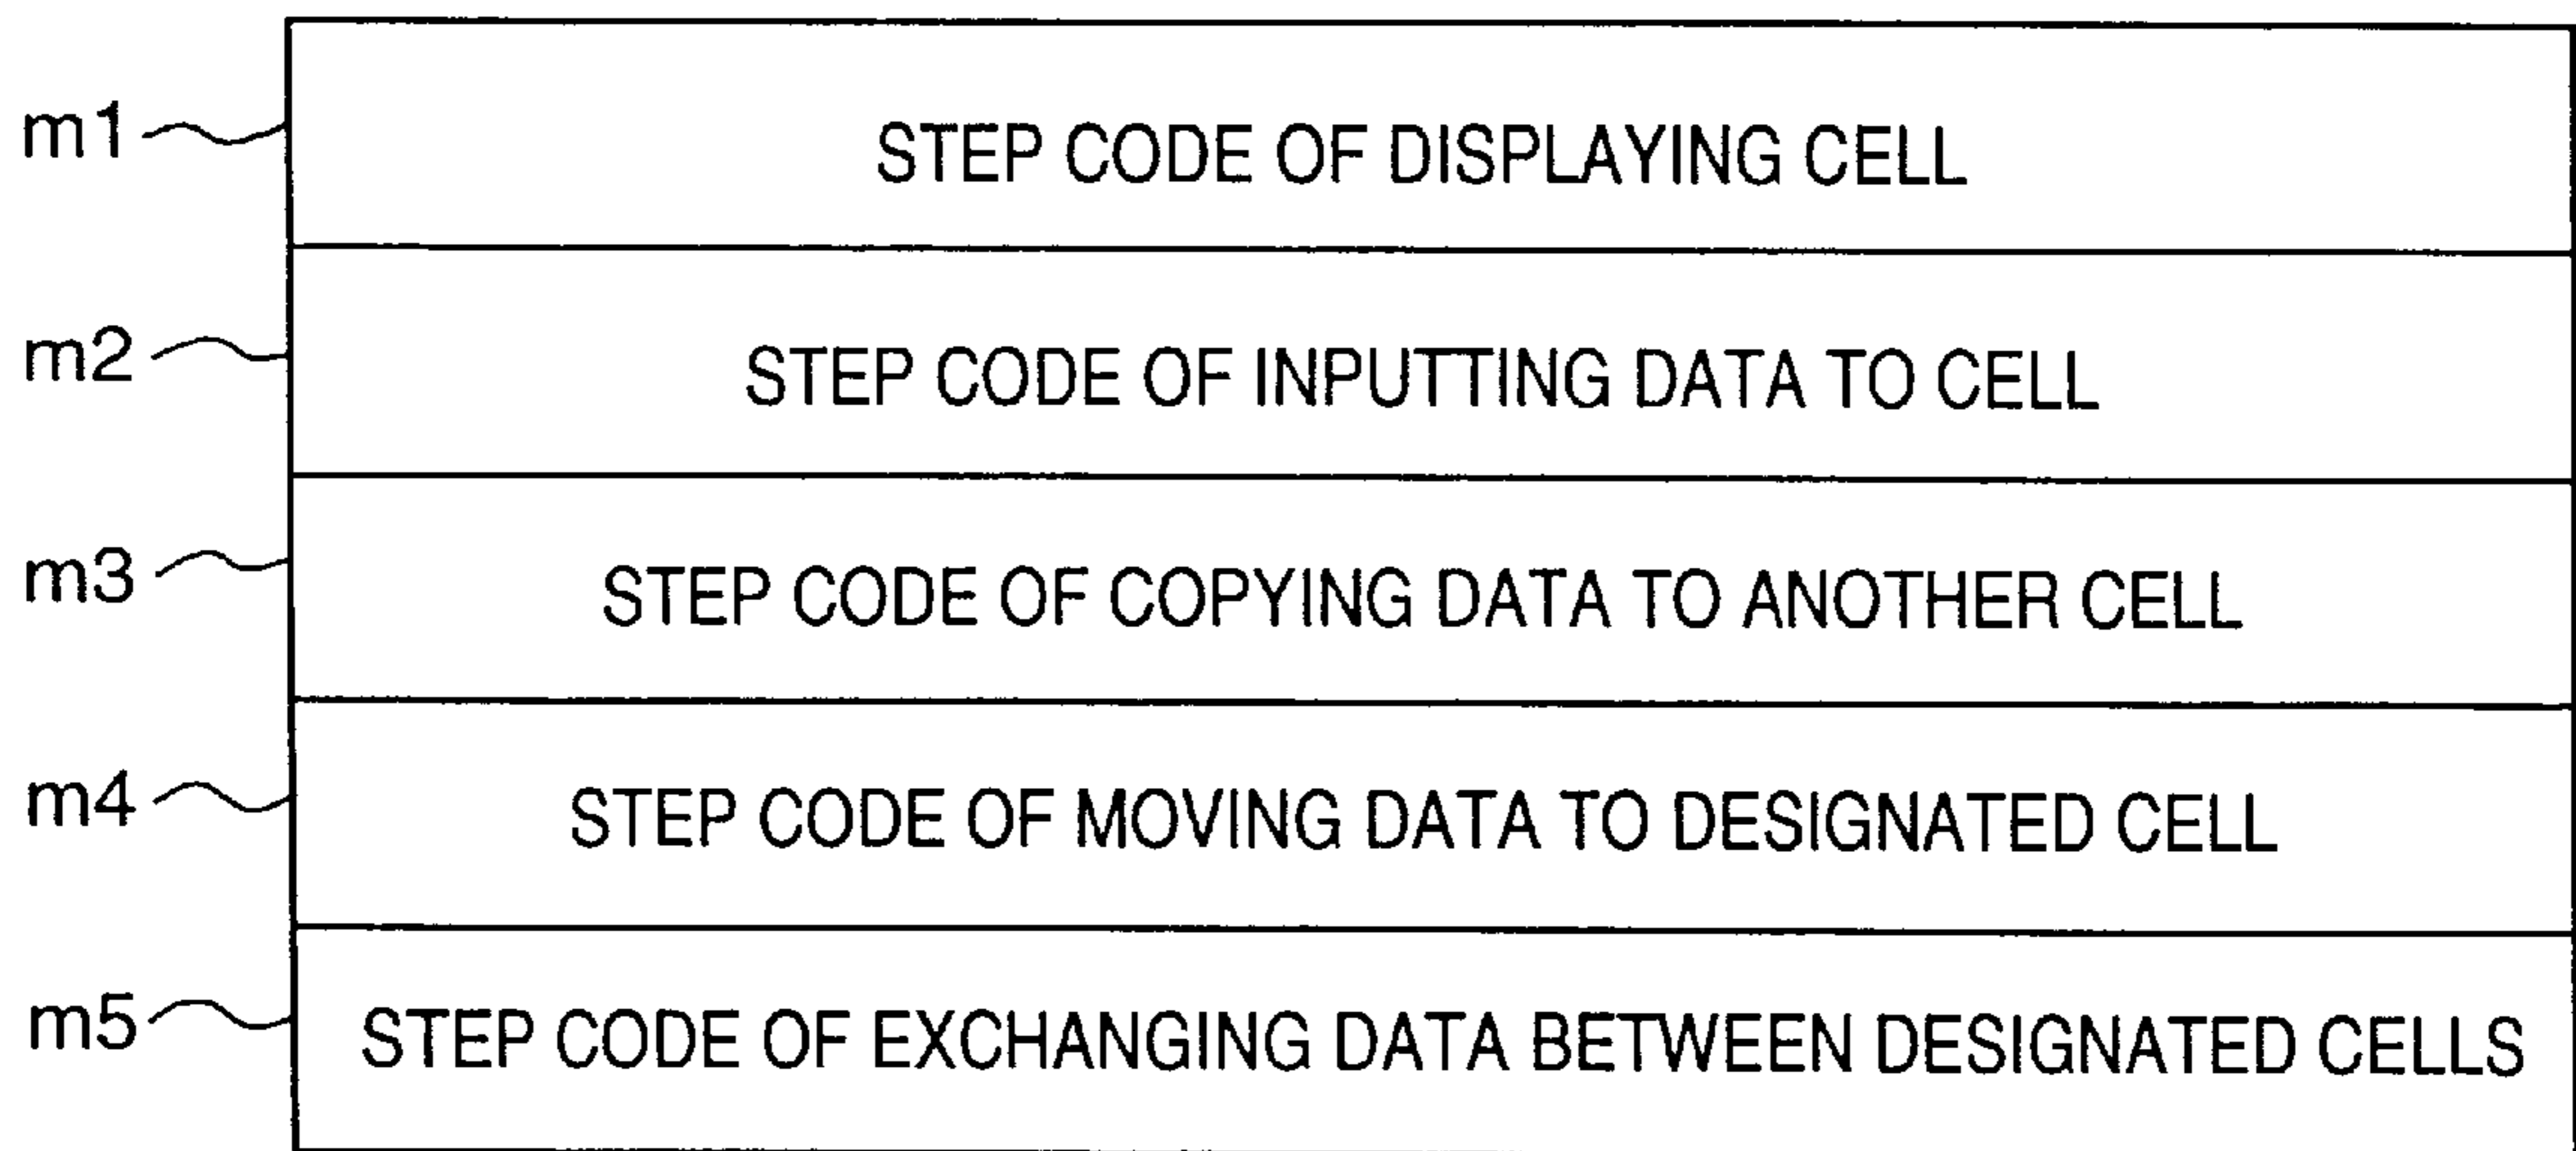 m1 STEP CODE OF DISPLAYING CELL
m2 STEP CODE OF INPUTTING DATA TO CELL
m3 STEP CODE OF COPYING DATA TO ANOTHER CELL
m4 STEP CODE OF MOVING DATA TO DESIGNATED CELL
m5 STEP CODE OF EXCHANGING DATA BETWEEN DESIGNATED CELLS